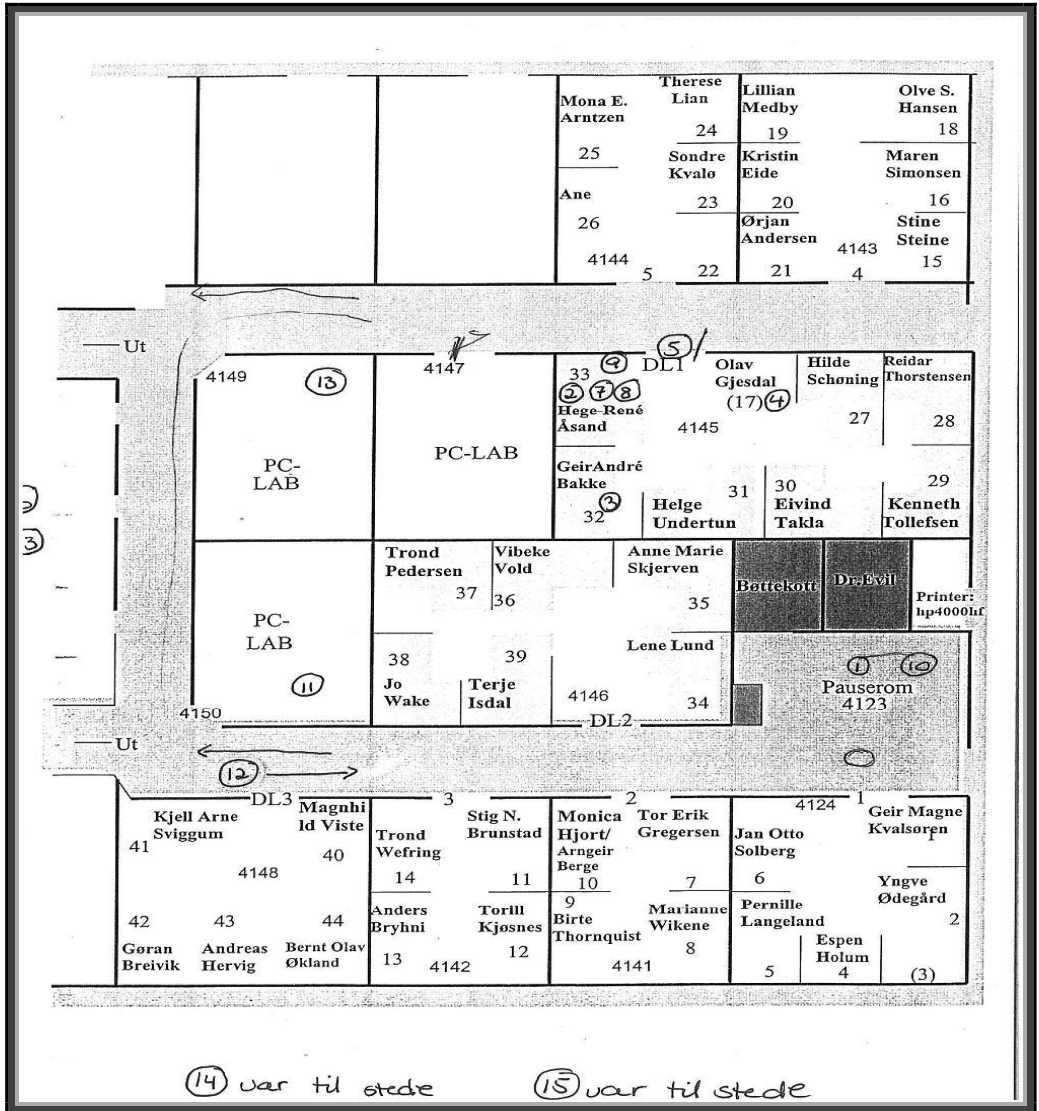 Mona E.
Arntzen
25
Therese
Lian
24
Lillian
Medby
19
Olve S.
Hansen
18
Sondre
Kvalø
23
Kristin
Eide
20
Maren
Simonsen
16
Ane
26
4144
5
22
Ørjan
Andersen
21
4143
4
Stine
Steine
15
Ut
4149
13
PC-
LAB
4147
PC-LAB
33
9
2 7 8
Hege-René
Åsand
5
DL1
Olav
Gjesdal
(17) 4
4145
Hilde
Schøning
27
Reidar
Thorstensen
28
GeirAndré
Bakke
3
32
Helge
Undertun
31
30
Eivind
Takla
29
Kenneth
Tollefsen
3
PC-
LAB
11
4150
Trond
Pedersen
37
Vibeke
Vold
36
Anne Marie
Skjerven
35
Bøttekott
Dr.Evil
Printer:
hp4000hf
38
Jo
Wake
39
Terje
Isdal
Lene Lund
4146
34
DL2
1 10
Pauserom
4123
Ut
12
DL3
3
2
4124
1
Kjell Arne
Sviggum
41
Magnhi
ld Viste
40
4148
42
Gøran
Breivik
43
Andreas
Hervig
44
Bernt Olav
Økland
Trond
Wefring
14
Stig N.
Brunstad
11
Anders
Bryhni
13
4142
Torill
Kjøsnes
12
Monica
Hjort/
Arngeir
Berge
10
Tor Erik
Gregersen
7
9
Birte
Thornquist
4141
Marianne
Wikene
8
Jan Otto
Solberg
6
Geir Magne
Kvalsøren
1
Pernille
Langeland
5
Espen
Holum
4
Yngve
Ødegård
2
(3)
14 var til stede 15 var til stede